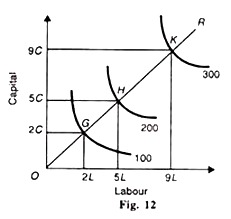 R
K
9C
300
Capital
H
5C
200
G
2C
100
O
2L 5L 9L
Labour
Fig. 12